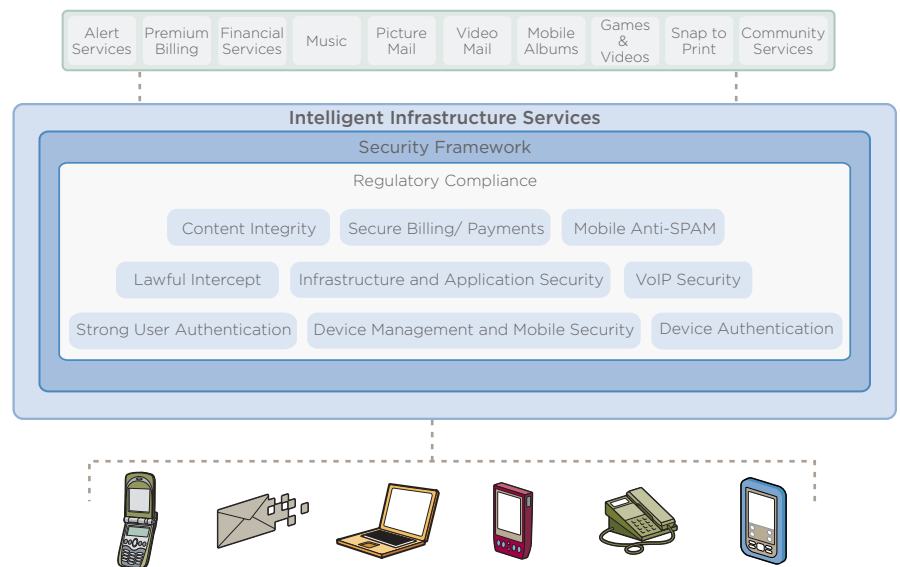 Alert
Services
Premium
Billing
Financial
Services
Music
Picture
Mail
Video
Mail
Mobile
Albums
Games
&
Videos
Snap to
Print
Community
Services
Intelligent Infrastructure Services
Security Framework
Regulatory Compliance
Content Integrity
Secure Billing/ Payments
Mobile Anti-SPAM
Lawful Intercept
Infrastructure and Application Security
VoIP Security
Strong User Authentication
Device Management and Mobile Security
Device Authentication